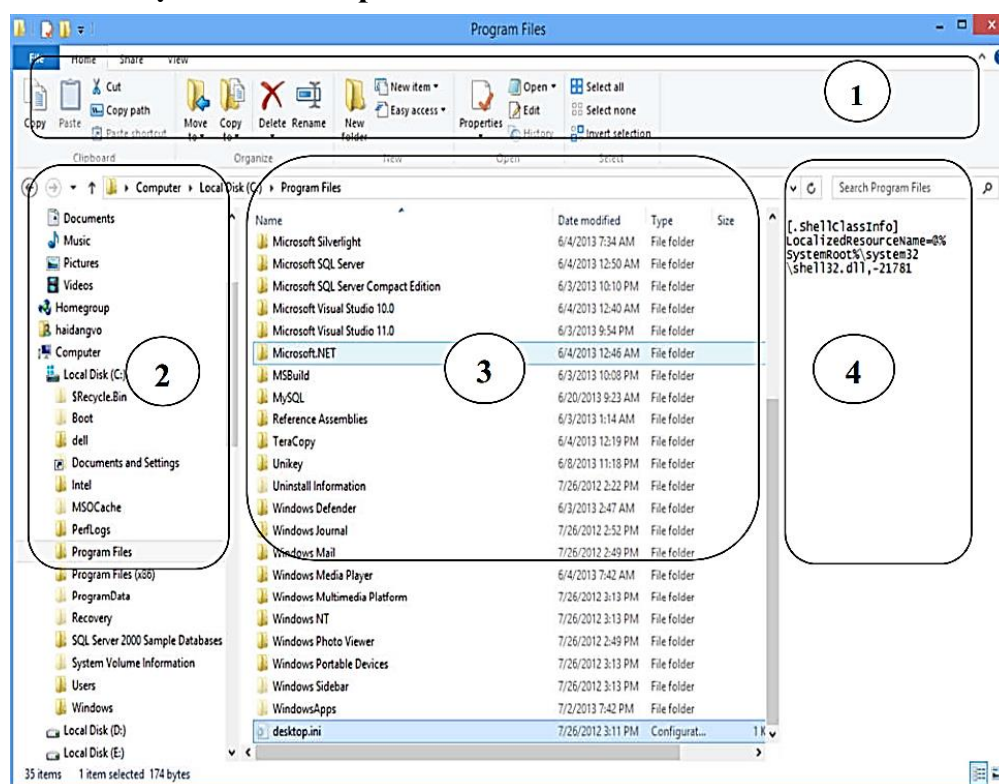 Program Files
File Home Share View
Copy
Paste
Cut
Copy path
Paste shortcut
Clipboard
Move to
Copy to
Delete
Rename
Organize
New folder
New item
Easy access
New
Properties
Open
Edit
History
Open
Select all
Select none
Invert selection
Select
1
Computer Local Disk (C:) Program Files
Search Program Files
Documents
Music
Pictures
Videos
Homegroup
haidangvo
Computer
Local Disk (C:)
$Recycle.Bin
Boot
dell
Documents and Settings
Intel
MSOCache
PerfLogs
Program Files
Program Files (x86)
ProgramData
Recovery
SQL Server 2000 Sample Databases
System Volume Information
Users
Windows
Local Disk (D:)
Local Disk (E:)
2
Name Date modified Type Size
Microsoft Silverlight 6/4/2013 7:34 AM File folder
Microsoft SQL Server 6/4/2013 12:50 AM File folder
Microsoft SQL Server Compact Edition 6/3/2013 10:10 PM File folder
Microsoft Visual Studio 10.0 6/4/2013 12:40 AM File folder
Microsoft Visual Studio 11.0 6/3/2013 9:54 PM File folder
Microsoft.NET 6/4/2013 12:46 AM File folder
MSBuild 6/3/2013 10:08 PM File folder
MySQL 6/20/2013 9:23 AM File folder
Reference Assemblies 6/3/2013 1:14 AM File folder
TeraCopy 6/4/2013 12:19 PM File folder
Unikey 6/8/2013 11:18 PM File folder
Uninstall Information 7/26/2012 2:22 PM File folder
Windows Defender 6/3/2013 2:47 AM File folder
Windows Journal 7/26/2012 2:52 PM File folder
Windows Mail 7/26/2012 2:49 PM File folder
Windows Media Player 6/4/2013 7:42 AM File folder
Windows Multimedia Platform 7/26/2012 3:13 PM File folder
Windows NT 7/26/2012 3:13 PM File folder
Windows Photo Viewer 7/26/2012 2:49 PM File folder
Windows Portable Devices 7/26/2012 3:13 PM File folder
Windows Sidebar 7/26/2012 3:13 PM File folder
WindowsApps 7/2/2013 7:42 PM File folder
desktop.ini 7/26/2012 3:11 PM Configurat... 1 K
3
[.ShellClassInfo]
LocalizedResourceName=@%
SystemRoot%\system32
\shell32.dll,-21781
4
35 items 1 item selected 174 bytes